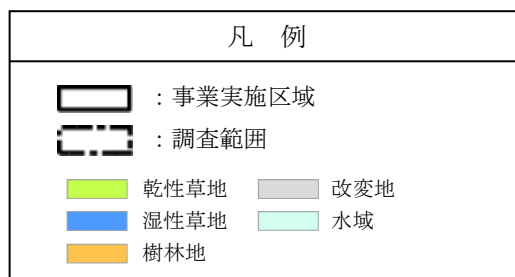 凡 例
：事業実施区域
：調査範囲
乾性草地 改変地
湿性草地 水域
樹林地